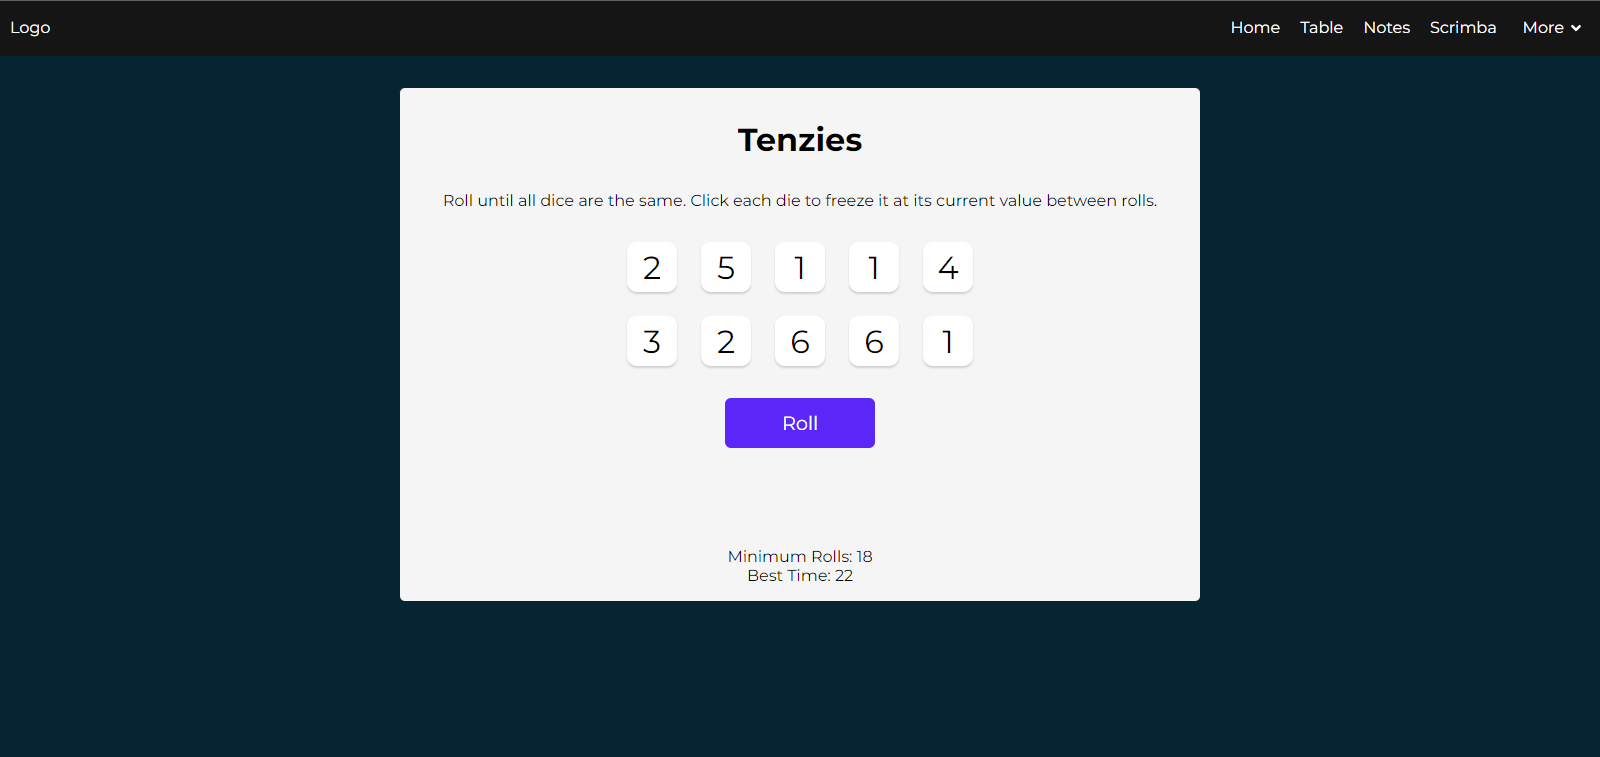 Logo Home Table Notes Scrimba More
Tenzies
Roll until all dice are the same. Click each die to freeze it at its current value between rolls.
2 5 1 1 4
3 2 6 6 1
Roll
Minimum Rolls: 18
Best Time: 22